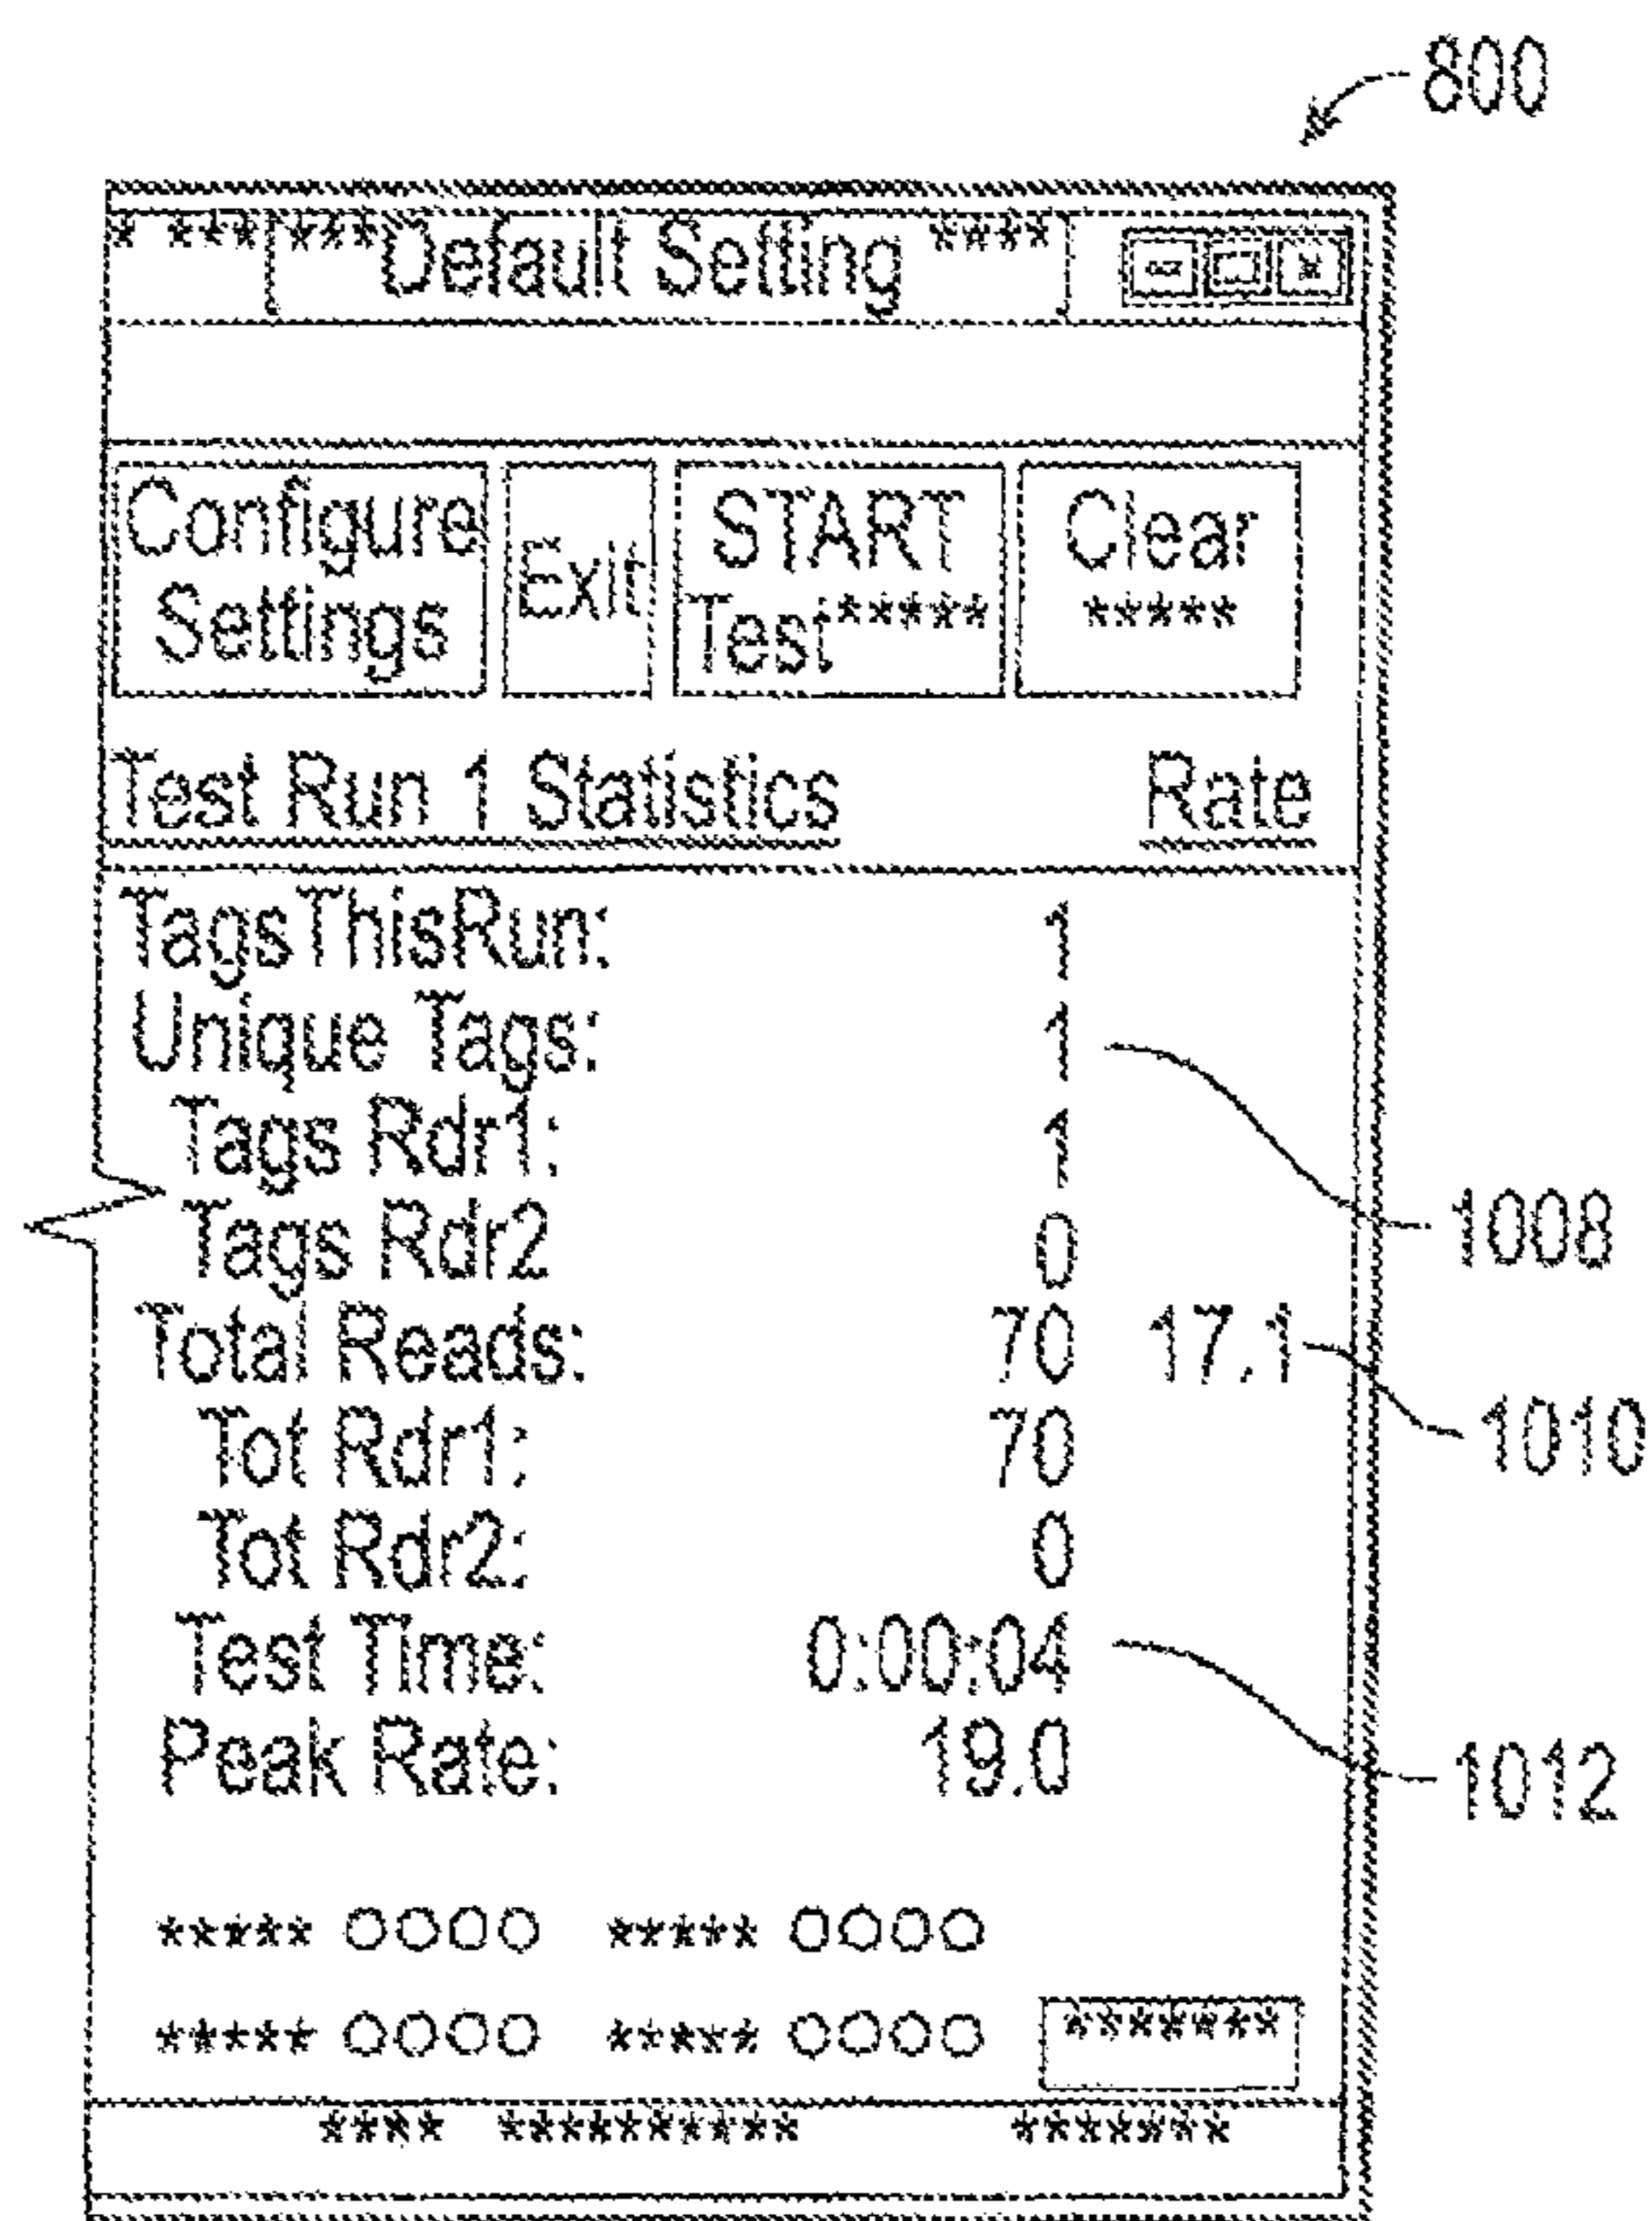 800
* *** ***Default Setting ****
Configure Settings
Exit
START Test*****
Clear *****
Test Run 1 Statistics Rate
TagsThisRun: 1
Unique Tags: 1
1008
Tags Rdr1: 1
Tags Rdr2 0
Total Reads: 70 17.1
1010
Tot Rdr1: 70
Tot Rdr2: 0
Test Time: 0:00:04
1012
Peak Rate: 19.0
***** OOOO ***** OOOO
***** OOOO ***** OOOO *******
**** ********** *******